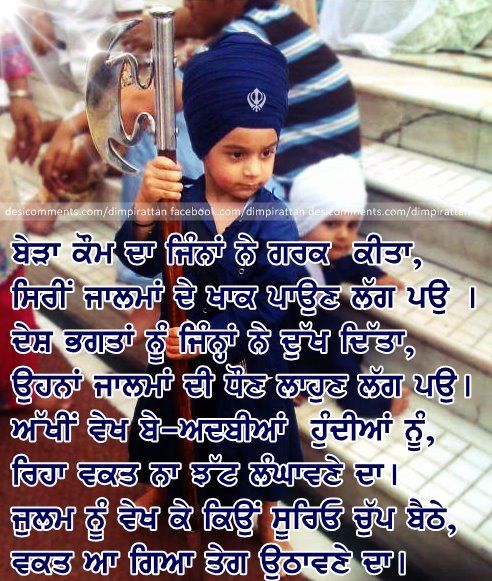 desicomments.com/dimpirattan facebook.com/dimpirattan desicomments.com/dimpirattan
ਬੇੜਾ ਕੌਮ ਦਾ ਜਿੰਨਾਂ ਨੇ ਗਰਕ ਕੀਤਾ,
ਸਿਰੀਂ ਜਾਲਮਾਂ ਦੇ ਖਾਕ ਪਾਉਣ ਲੱਗ ਪਉ ।
ਦੇਸ਼ ਭਗਤਾਂ ਨੂੰ ਜਿੰਨ੍ਹਾਂ ਨੇ ਦੁੱਖ ਦਿੱਤਾ,
ਉਹਨਾਂ ਜਾਲਮਾਂ ਦੀ ਧੌਣ ਲਾਹੁਣ ਲੱਗ ਪਉ।
ਅੱਖੀਂ ਵੇਖ ਬੇ-ਅਦਬੀਆਂ ਹੁੰਦੀਆਂ ਨੂੰ,
ਰਿਹਾ ਵਕਤ ਨਾ ਝੱਟ ਲੰਘਾਵਣੇ ਦਾ।
ਜ਼ੁਲਮ ਨੂੰ ਵੇਖ ਕੇ ਕਿਉਂ ਸੂਰਿਓ ਚੁੱਪ ਬੈਠੇ,
ਵਕਤ ਆ ਗਿਆ ਤੇਗ ਉਠਾਵਣੇ ਦਾ।